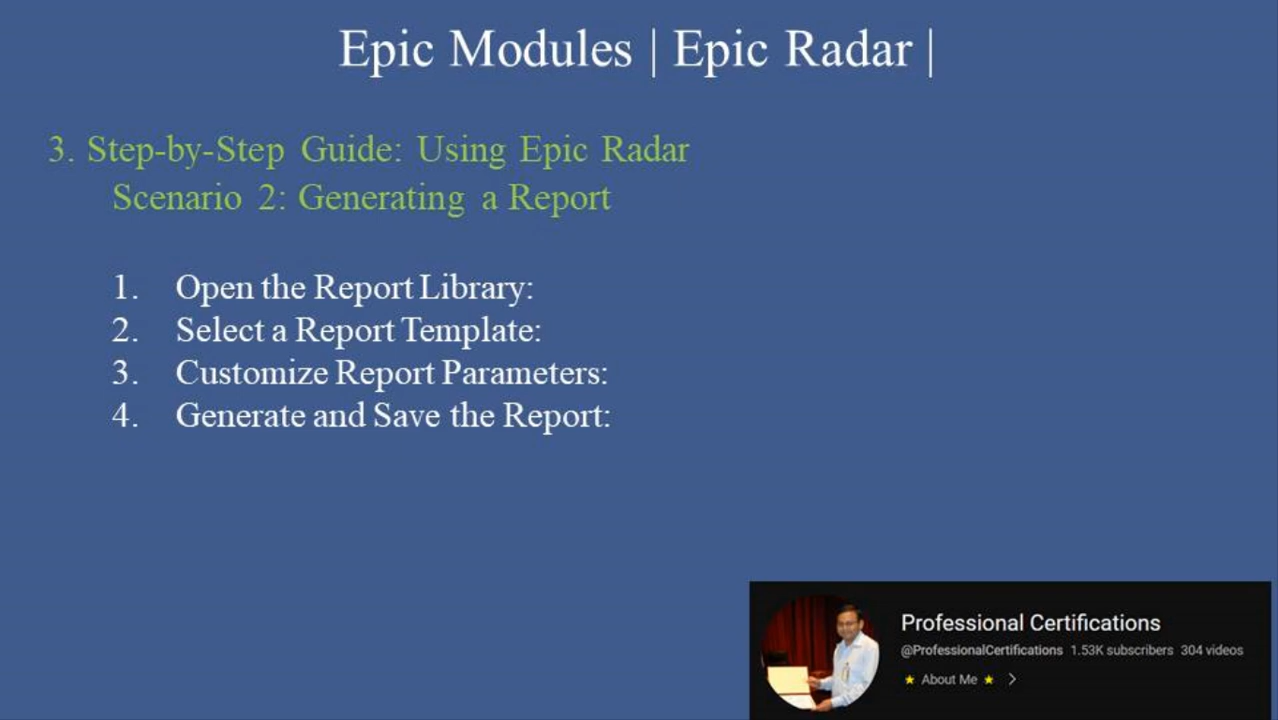 Epic Modules | Epic Radar |
3. Step-by-Step Guide: Using Epic Radar
Scenario 2: Generating a Report
1. Open the Report Library:
2. Select a Report Template:
3. Customize Report Parameters:
4. Generate and Save the Report:
Professional Certifications
@ProfessionalCertifications 1.53K subscribers 304 videos
★ About Me ★ >